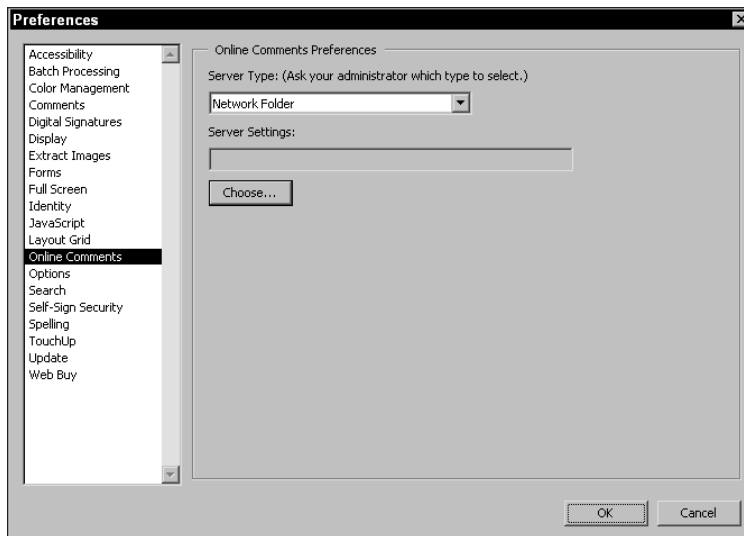 Preferences
Accessibility
Batch Processing
Color Management
Comments
Digital Signatures
Display
Extract Images
Forms
Full Screen
Identity
JavaScript
Layout Grid
Online Comments
Options
Search
Self-Sign Security
Spelling
TouchUp
Update
Web Buy
Online Comments Preferences
Server Type: (Ask your administrator which type to select.)
Network Folder
Server Settings:
Choose...
OK
Cancel